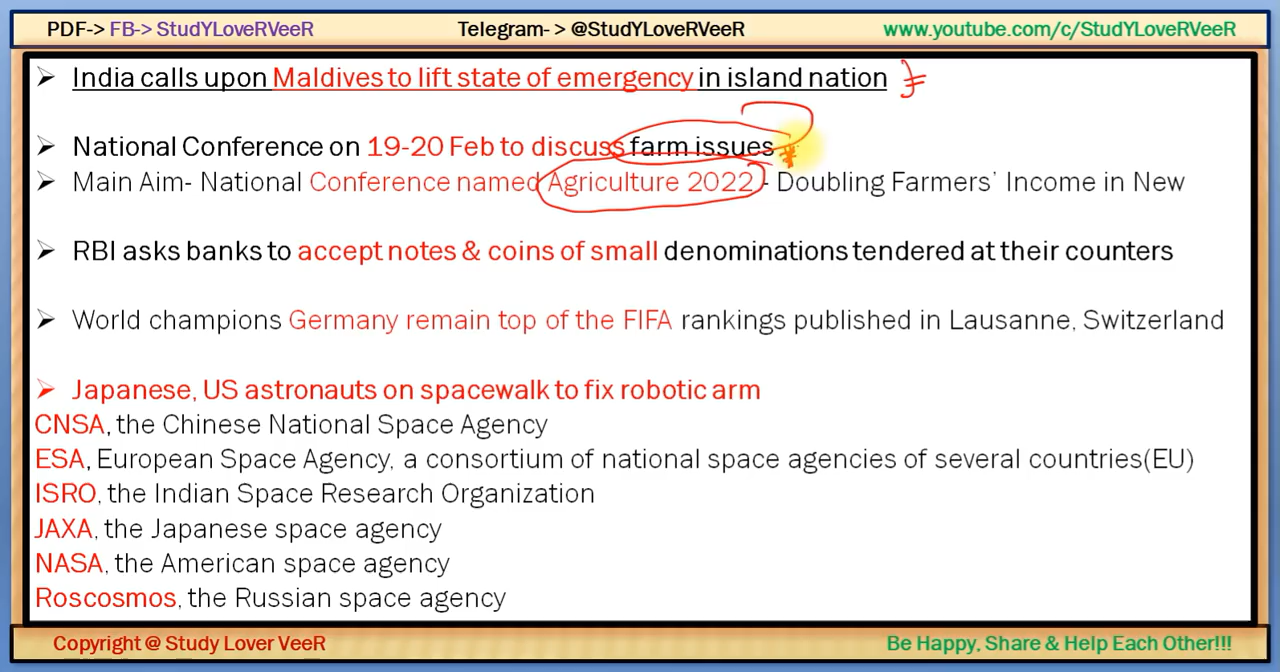 PDF-> FB-> StudYLoveRVeeR Telegram- > @StudYLoveRVeeR www.youtube.com/c/StudYLoveRVeeR
➢ India calls upon Maldives to lift state of emergency in island nation
➢ National Conference on 19-20 Feb to discuss farm issues
➢ Main Aim- National Conference named Agriculture 2022 - Doubling Farmers’ Income in New
➢ RBI asks banks to accept notes & coins of small denominations tendered at their counters
➢ World champions Germany remain top of the FIFA rankings published in Lausanne, Switzerland
➢ Japanese, US astronauts on spacewalk to fix robotic arm
CNSA, the Chinese National Space Agency
ESA, European Space Agency, a consortium of national space agencies of several countries(EU)
ISRO, the Indian Space Research Organization
JAXA, the Japanese space agency
NASA, the American space agency
Roscosmos, the Russian space agency
Copyright @ Study Lover VeeR Be Happy, Share & Help Each Other!!!